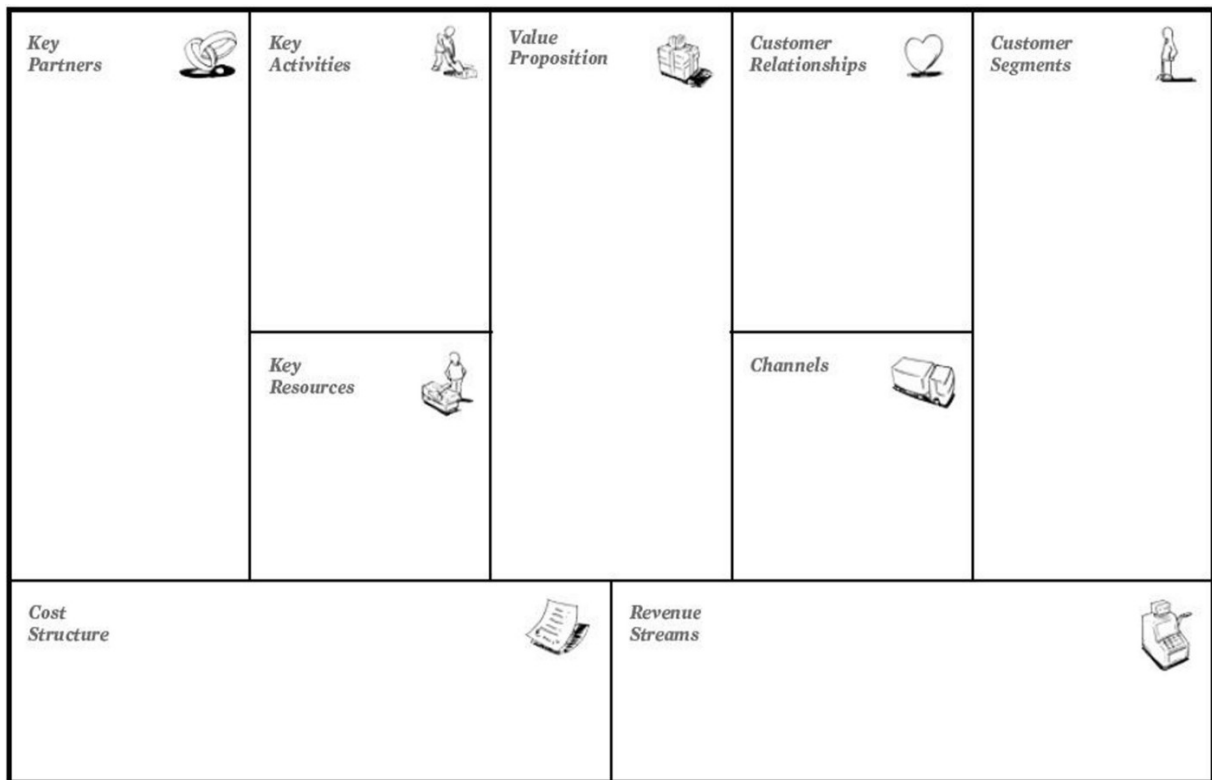 Key
Partners
Key
Activities
Value
Proposition
Customer
Relationships
Customer
Segments
Key
Resources
Channels
Cost
Structure
Revenue
Streams